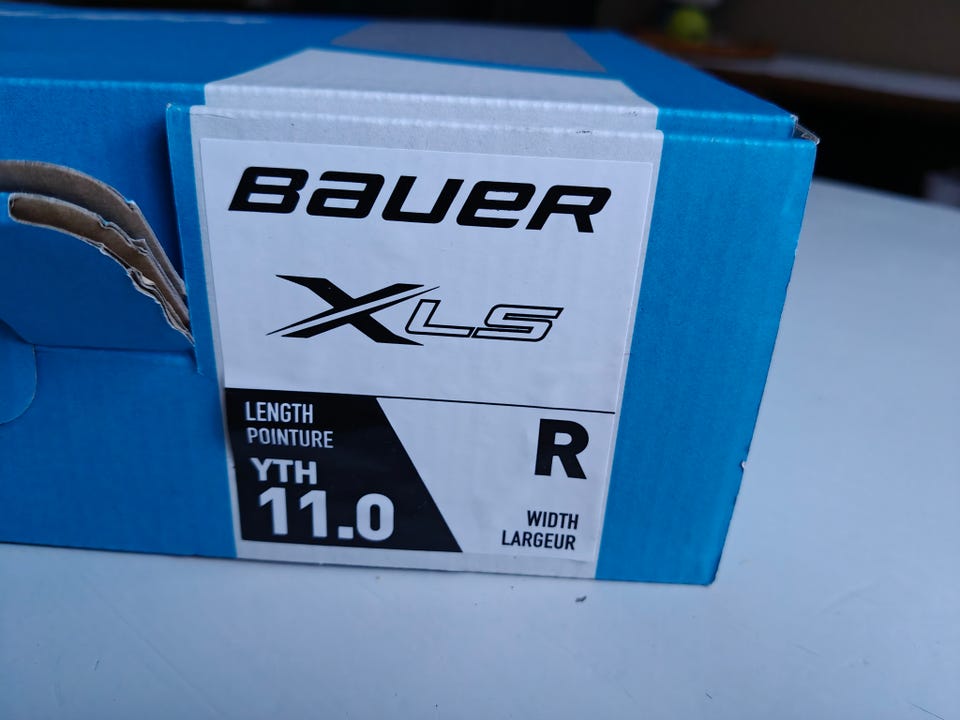 BAUER
XLS
LENGTH
POINTURE
YTH
11.0
R
WIDTH
LARGEUR